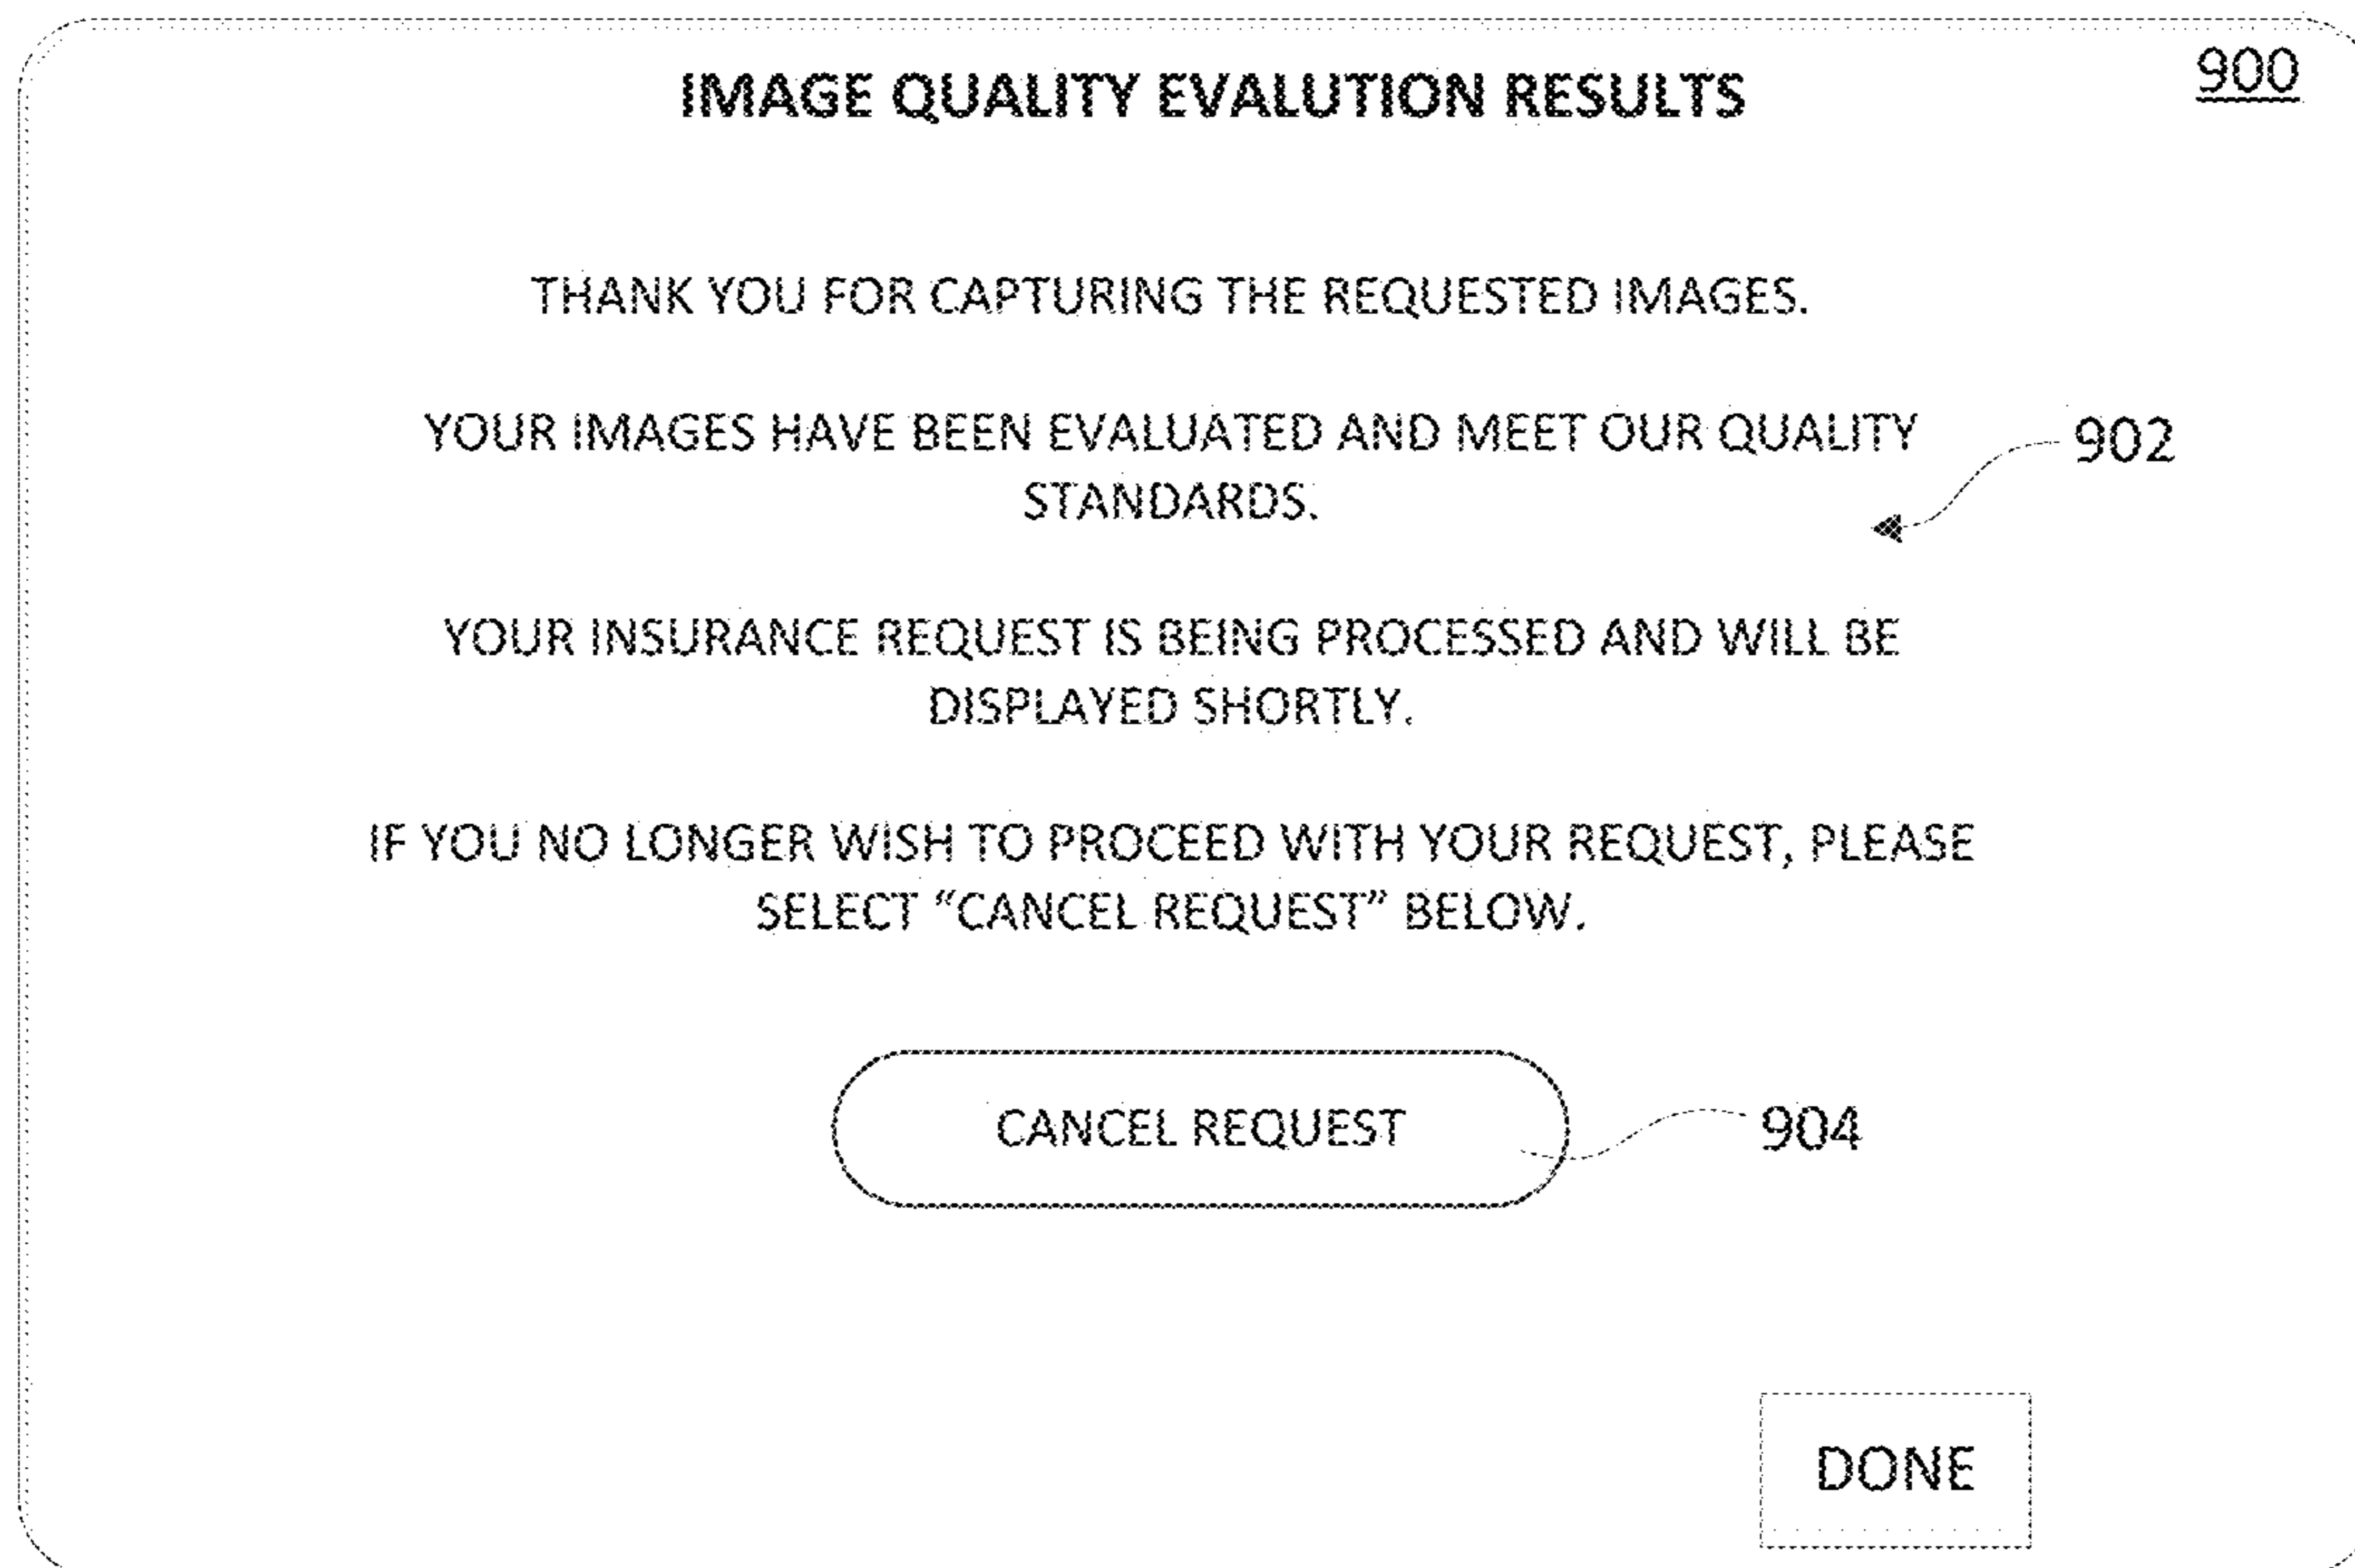 900
IMAGE QUALITY EVALUTION RESULTS
THANK YOU FOR CAPTURING THE REQUESTED IMAGES.
YOUR IMAGES HAVE BEEN EVALUATED AND MEET OUR QUALITY
STANDARDS.
902
YOUR INSURANCE REQUEST IS BEING PROCESSED AND WILL BE
DISPLAYED SHORTLY.
IF YOU NO LONGER WISH TO PROCEED WITH YOUR REQUEST, PLEASE
SELECT “CANCEL REQUEST” BELOW.
CANCEL REQUEST
904
DONE